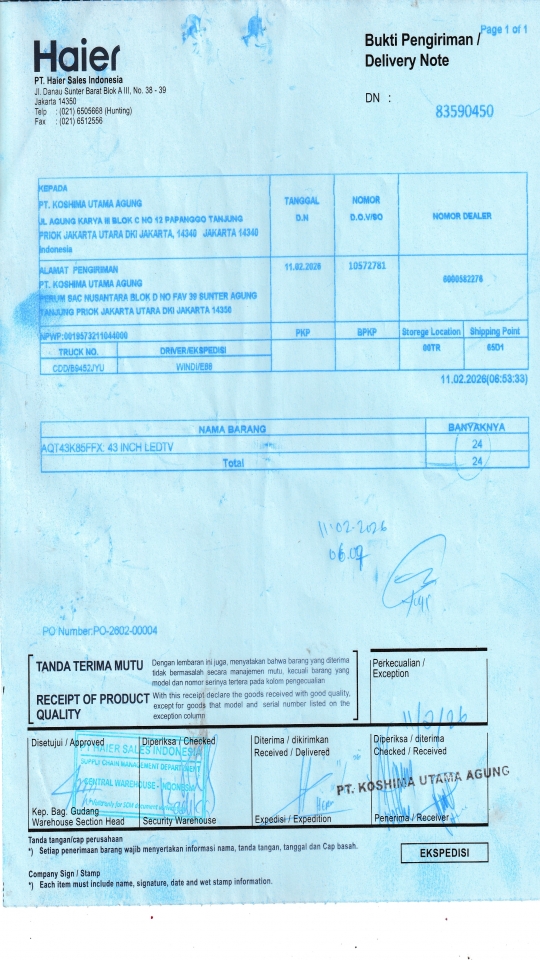 Page 1 of 1
Haier
PT. Haier Sales Indonesia
Jl. Danau Sunter Barat Blok A III, No. 38 - 39
Jakarta 14350
Telp : (021) 6505668 (Hunting)
Fax : (021) 6512556
Bukti Pengiriman /
Delivery Note
DN :
83590450
KEPADA
PT. KOSHIMA UTAMA AGUNG
JL AGUNG KARYA III BLOK C NO 12 PAPANGGO TANJUNG
PRIOK JAKARTA UTARA DKI JAKARTA, 14340 JAKARTA 14340
Indonesia
TANGGAL
D.N
NOMOR
D.O.V/SO
NOMOR DEALER
ALAMAT PENGIRIMAN
PT. KOSHIMA UTAMA AGUNG
PERUM SAC NUSANTARA BLOK D NO FAV 39 SUNTER AGUNG
TANJUNG PRIOK JAKARTA UTARA DKI JAKARTA 14350
11.02.2026
10572781
6000582276
NPWP:0019573211044000
PKP
BPKP
Storege Location
Shipping Point
TRUCK NO.
DRIVER/EKSPEDISI
00TR
65D1
CDD/B9452JYU
WINDI/E86
11.02.2026(06:53:33)
NAMA BARANG
BANYAKNYA
AQT43K85FFX: 43 INCH LEDTV
24
Total
24
11.02-2026
06.07
PO Number:PO-2602-00004
TANDA TERIMA MUTU
Dengan lembaran ini juga, menyatakan bahwa barang yang diterima
tidak bermasalah secara manajemen mutu, kecuali barang yang
model dan nomor serinya tertera pada kolom pengecualian
RECEIPT OF PRODUCT
QUALITY
With this receipt declare the goods received with good quality,
except for goods that model and serial number listed on the
exception column
Perkecualian /
Exception
11/2/26
Disetujui / Approved
Diperiksa / Checked
Diterima / dikirimkan
Received / Delivered
Diperiksa / diterima
Checked / Received
PT HAIER SALES INDONESIA
SUPPLY CHAIN MANAGEMENT DEPARTMENT
CENTRAL WAREHOUSE - INDONESIA
PT. KOSHIMA UTAMA AGUNG
Kep. Bag. Gudang
Warehouse Section Head
Security Warehouse
Expedisi / Expedition
Penerima / Receiver
Tanda tangan/cap perusahaan
*) Setiap penerimaan barang wajib menyertakan informasi nama, tanda tangan, tanggal dan Cap basah.
EKSPEDISI
Company Sign / Stamp
*) Each item must include name, signature, date and wet stamp information.